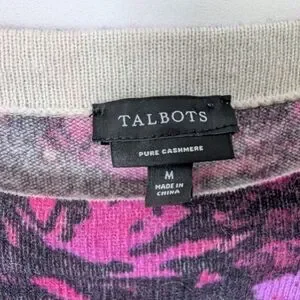 TALBOTS
PURE CASHMERE
M
MADE IN
CHINA